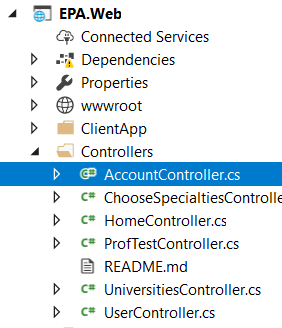 EPA.Web
Connected Services
Dependencies
Properties
wwwroot
ClientApp
Controllers
C# AccountController.cs
C# ChooseSpecialtiesControlle
C# HomeController.cs
C# ProfTestController.cs
README.md
C# UniversitiesController.cs
C# UserController.cs